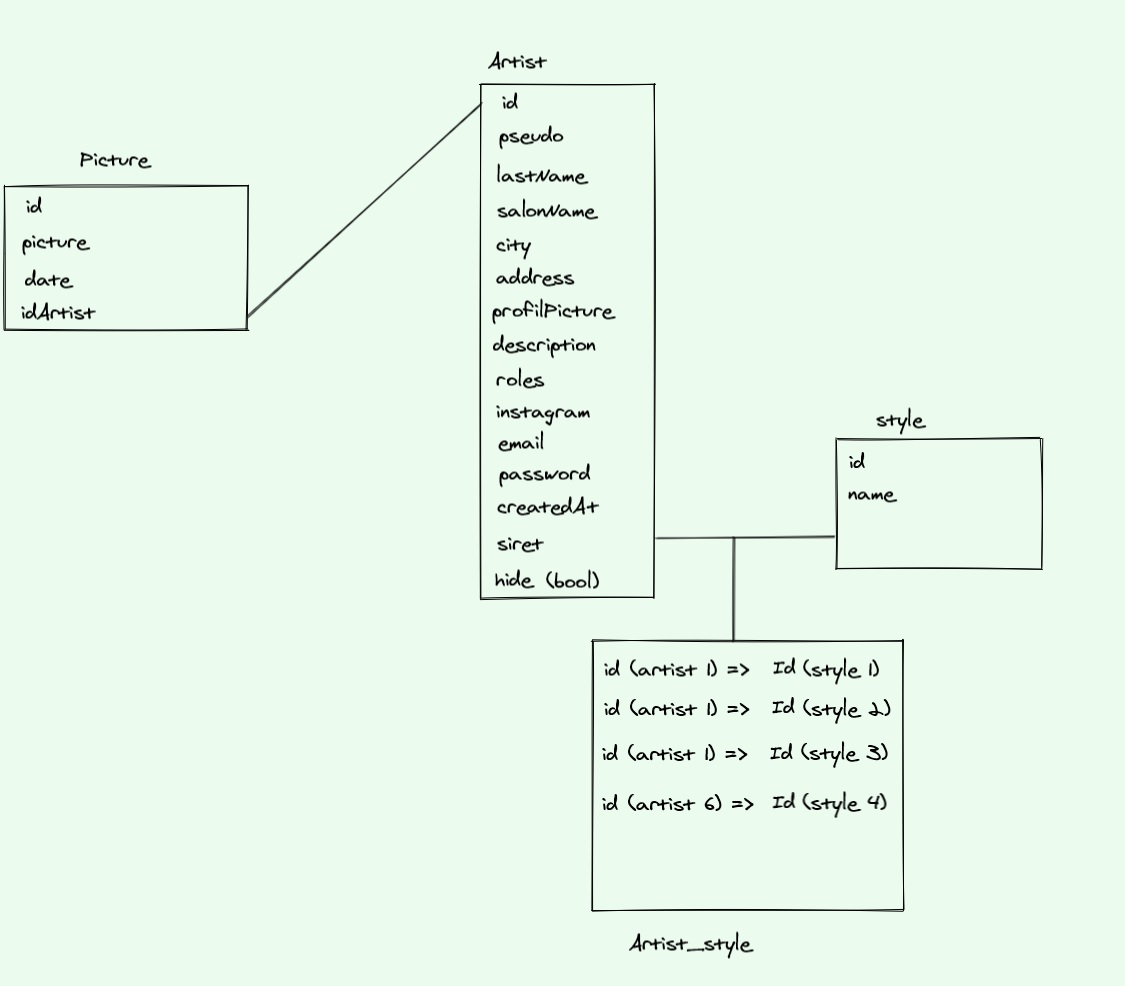 Artist
id
pseudo
lastName
salonName
city
address
profilPicture
description
roles
instagram
email
password
createdAt
siret
hide (bool)
Picture
id
picture
date
idArtist
style
id
name
id (artist 1) => Id (style 1)
id (artist 1) => Id (style 2)
id (artist 1) => Id (style 3)
id (artist 6) => Id (style 4)
Artist_style